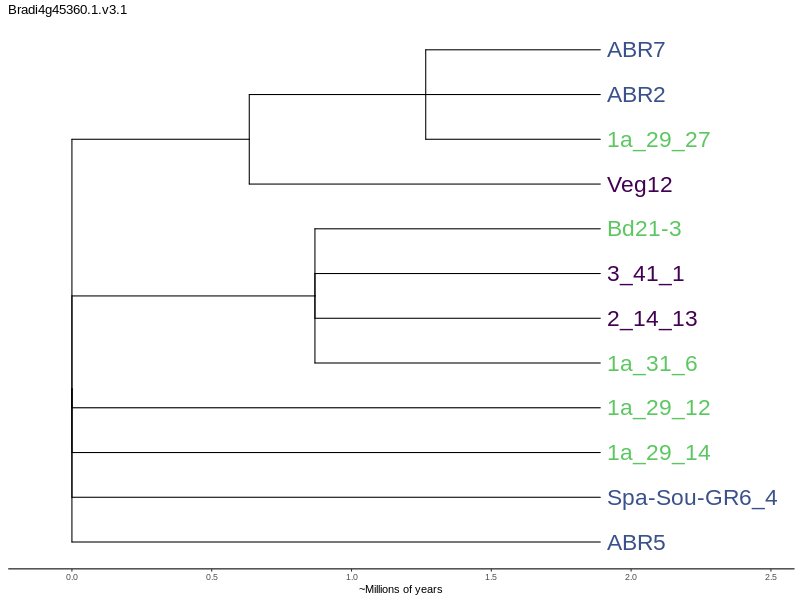 Bradi4g45360.1.v3.1
ABR7
ABR2
1a_29_27
Veg12
Bd21-3
3_41_1
2_14_13
1a_31_6
1a_29_12
1a_29_14
Spa-Sou-GR6_4
ABR5
0.0 0.5 1.0 1.5 2.0 2.5
~Millions of years